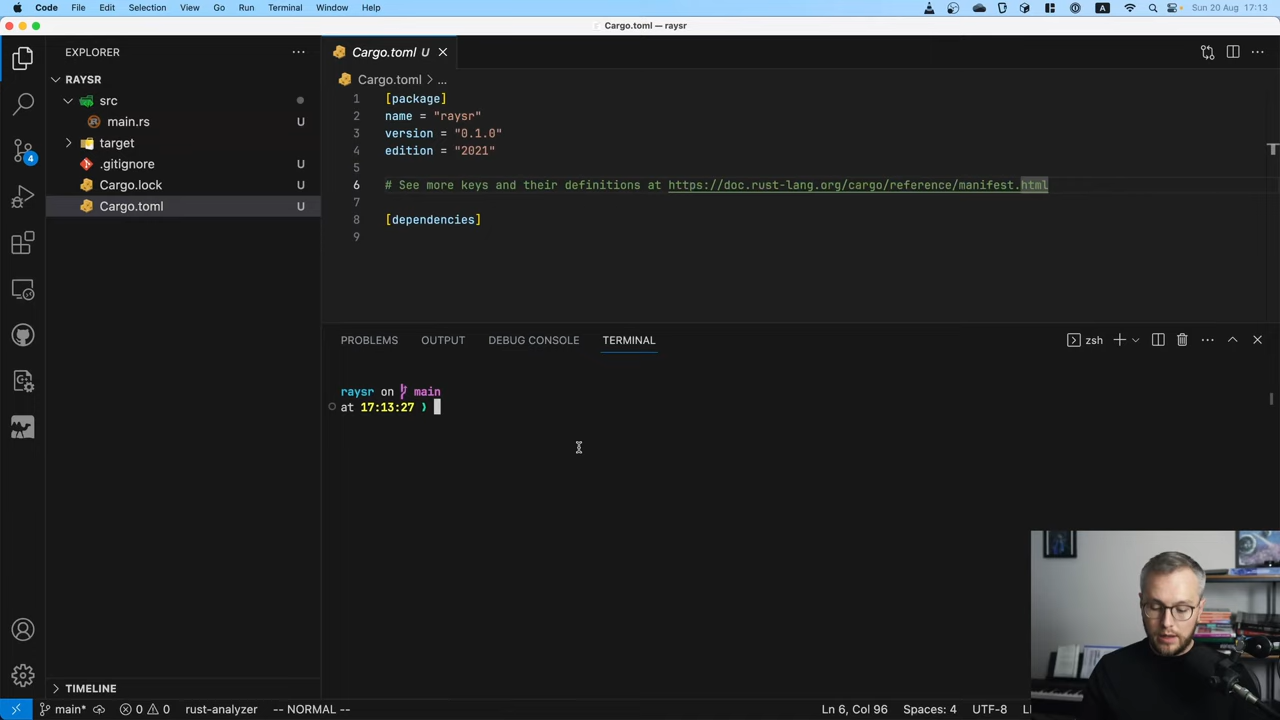 Code File Edit Selection View Go Run Terminal Window Help
A
Sun 20 Aug 17:13
Cargo.toml — raysr
EXPLORER
RAYSR
src
main.rs U
target
.gitignore U
Cargo.lock U
Cargo.toml U
TIMELINE
4
Cargo.toml U
Cargo.toml > ...
1 [package]
2 name = "raysr"
3 version = "0.1.0"
4 edition = "2021"
5
6 # See more keys and their definitions at https://doc.rust-lang.org/cargo/reference/manifest.html
7
8 [dependencies]
9
PROBLEMS OUTPUT DEBUG CONSOLE TERMINAL
zsh
raysr on main
at 17:13:27 ❯
main* 0 0 rust-analyzer -- NORMAL --
Ln 6, Col 96 Spaces: 4 UTF-8